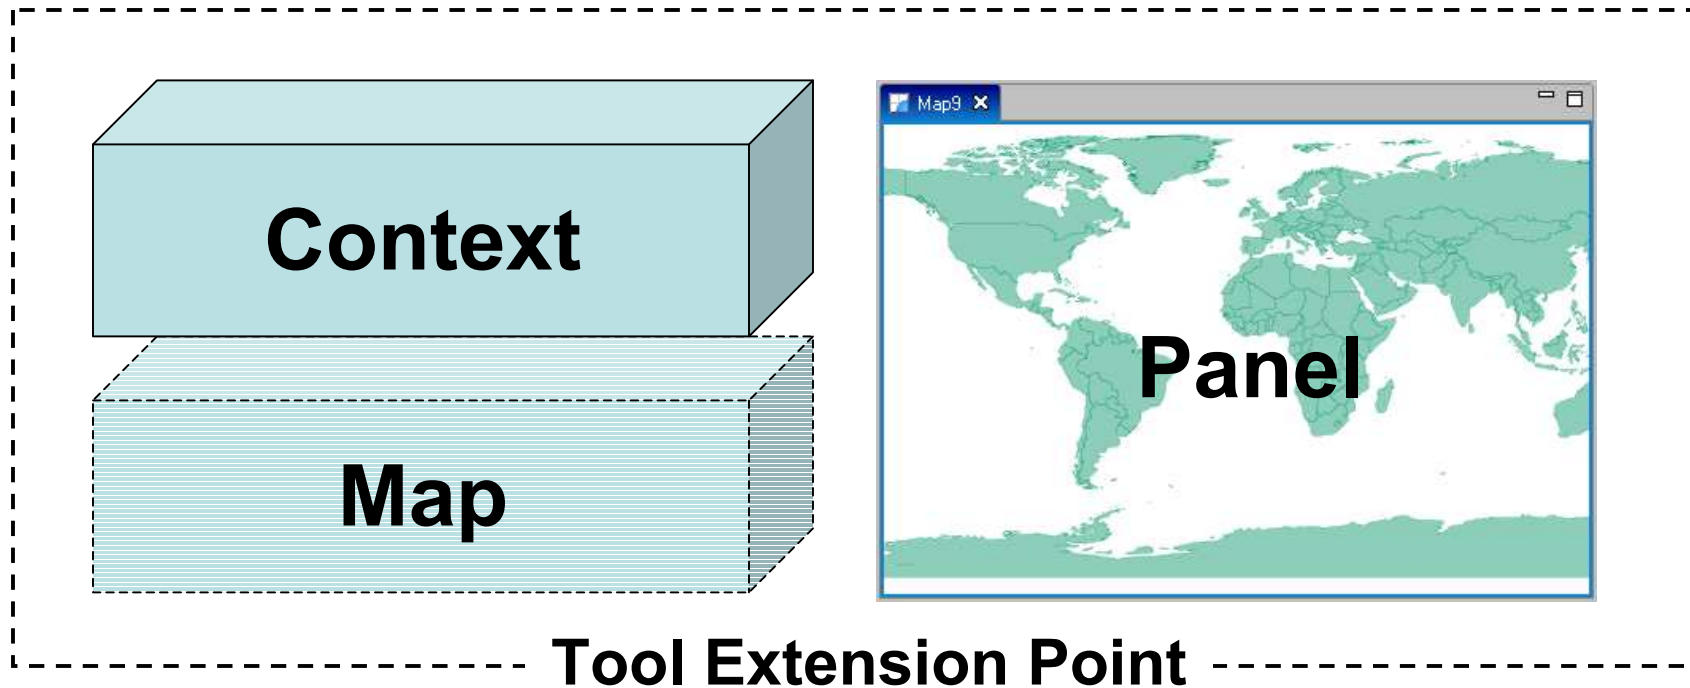 Context
Map
Map9
Panel
Tool Extension Point